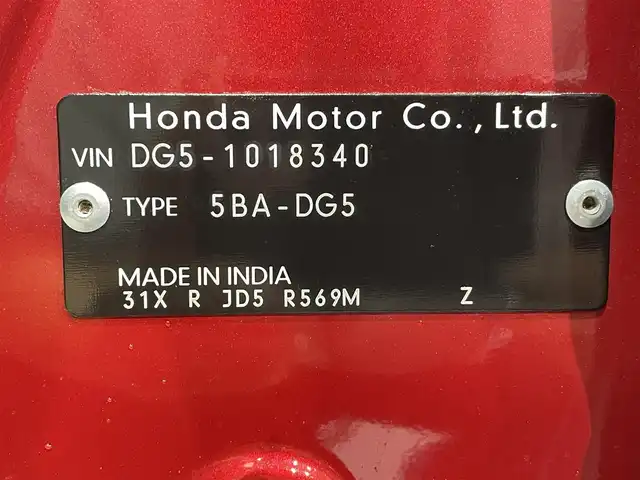 Honda Motor Co., Ltd.
VIN DG5-1018340
TYPE 5BA-DG5
MADE IN INDIA
31X R JD5 R569M Z